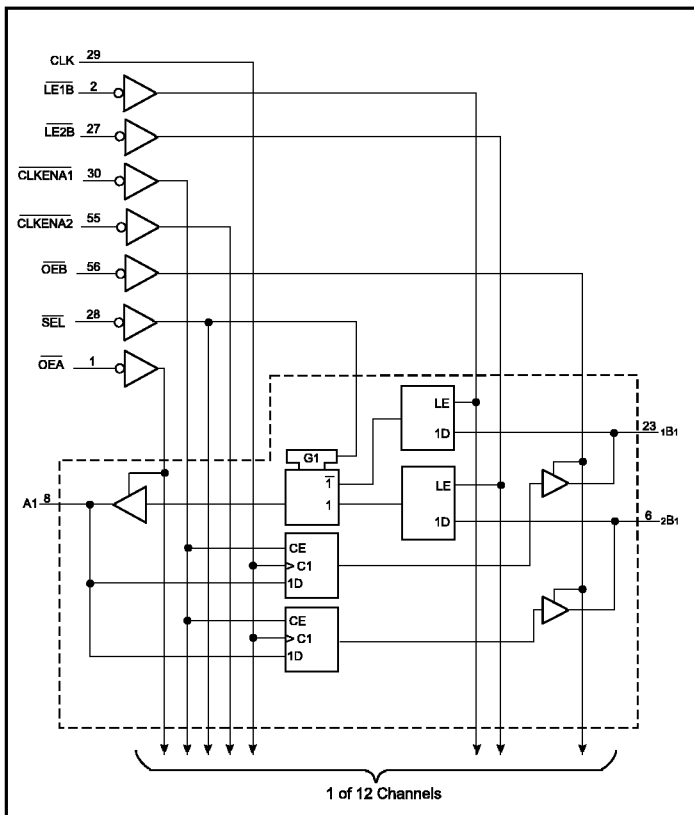 CLK 29
LE1B 2
LE2B 27
CLKENA1 30
CLKENA2 55
OEB 56
SEL 28
OEA 1
LE
1D
23 1B1
G1
1
1
LE
1D
6 2B1
A1 8
CE
C1
1D
CE
C1
1D
1 of 12 Channels